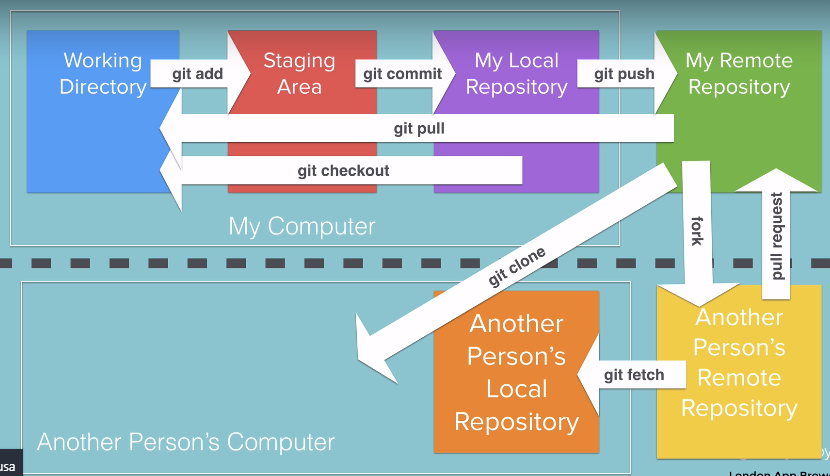 Working
Directory
git add
Staging
Area
git commit
My Local
Repository
git push
My Remote
Repository
git pull
git checkout
My Computer
git clone
fork
pull request
Another
Person's
Local
Repository
git fetch
Another
Person's
Remote
Repository
Another Person's Computer
usa
London App